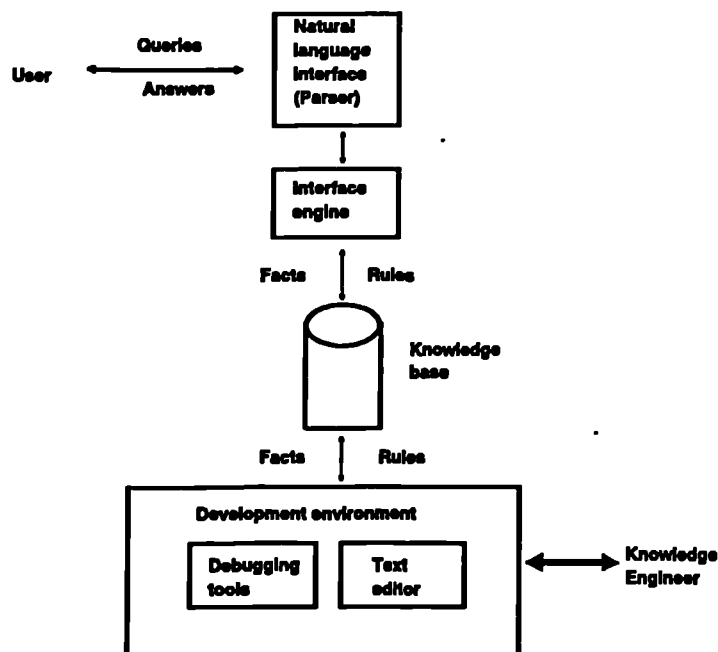 Queries
User
Answers
Natural
language
interface
(Parser)
Interface
engine
Facts
Rules
Knowledge
base
Facts
Rules
Development environment
Debugging
tools
Text
editor
Knowledge
Engineer